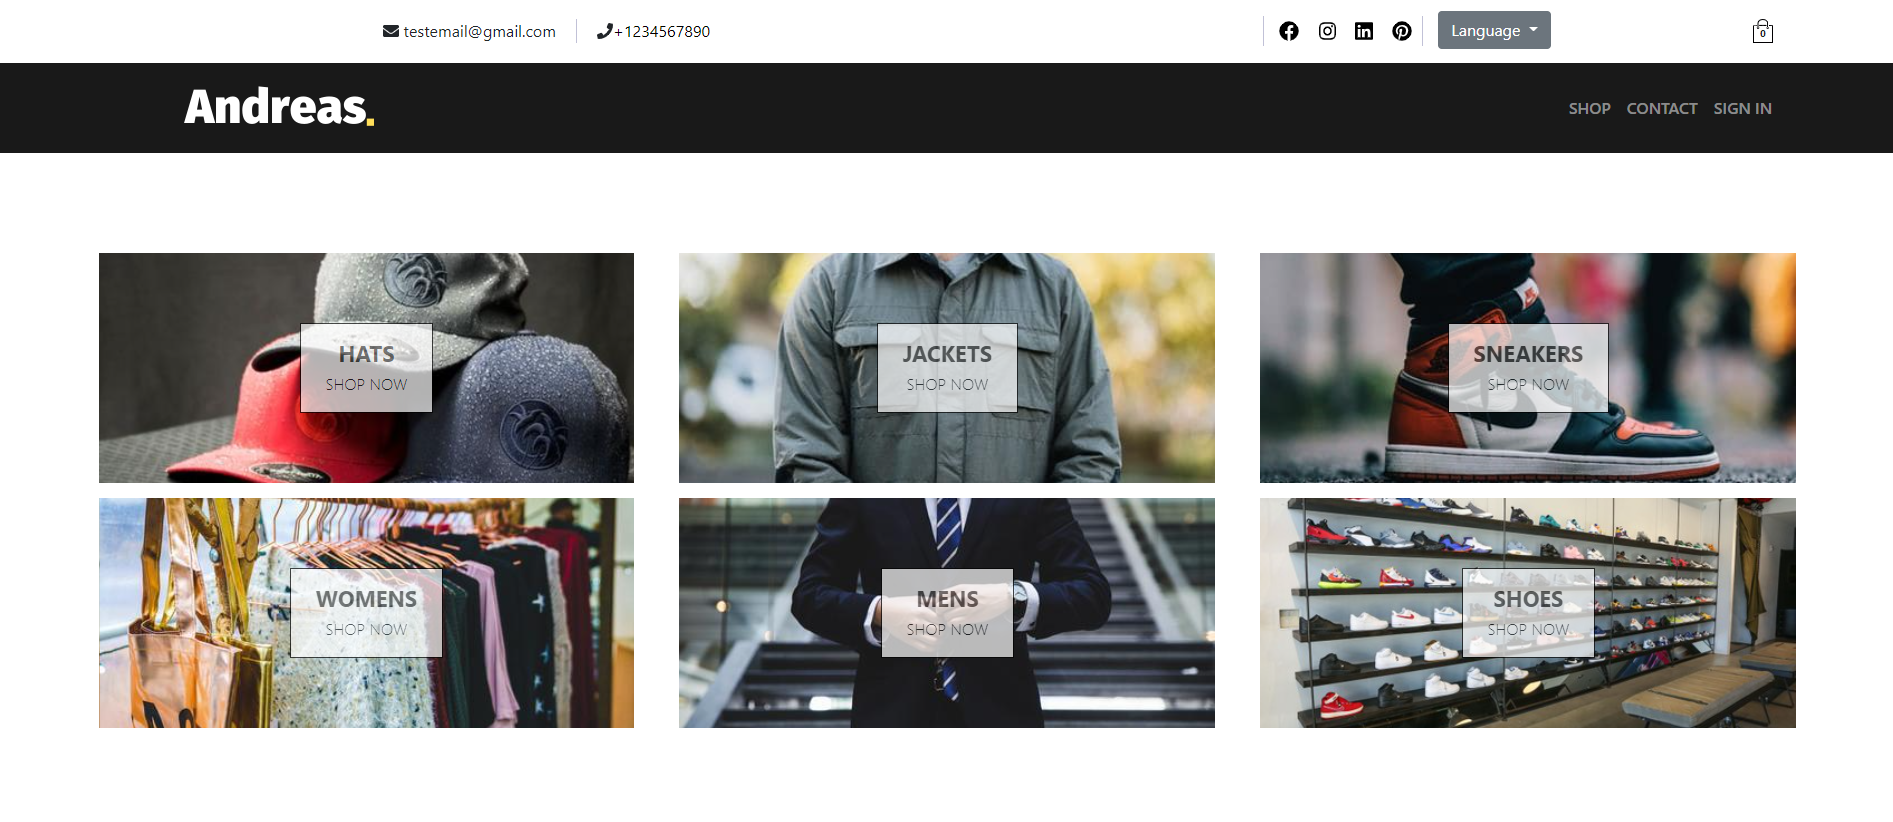 testemail@gmail.com
+1234567890
Language
0
Andreas.
SHOP
CONTACT
SIGN IN
HATS
SHOP NOW
JACKETS
SHOP NOW
SNEAKERS
SHOP NOW
WOMENS
SHOP NOW
MENS
SHOP NOW
SHOES
SHOP NOW